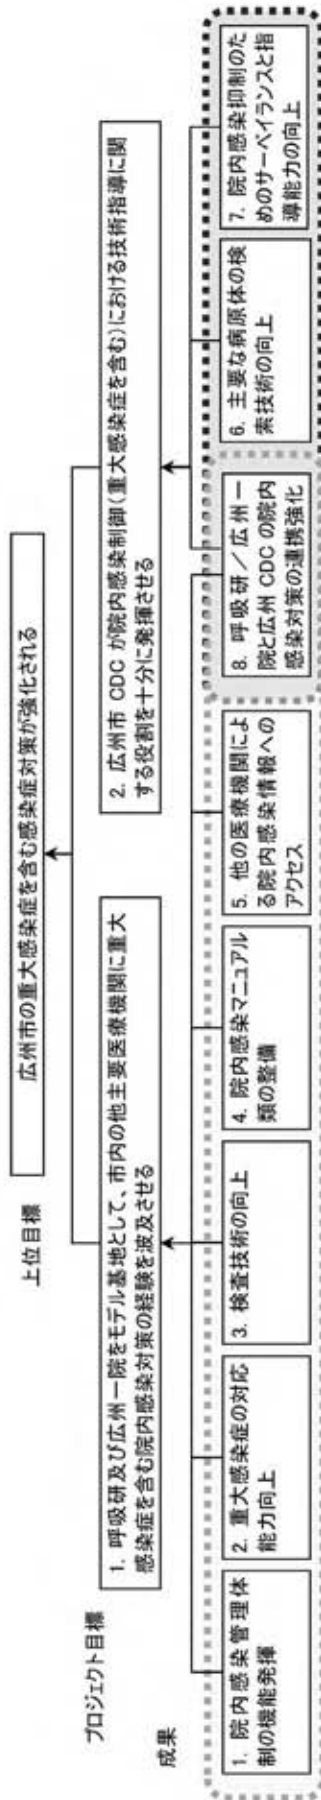 上位目標
広州市の重大感染症を含む感染症対策が強化される
プロジェクト目標
1. 呼吸研及び広州一院をモデル基地として、市内の他主要医療機関に重大
感染症を含む院内感染対策の経験を波及させる
2. 広州市 CDC が院内感染制御(重大感染症を含む)における技術指導に関
する役割を十分に発揮させる
成果
1. 院内感染管理体
制の機能発揮
2. 重大感染症の対応
能力向上
3. 検査技術の向上
4. 院内感染マニュアル
類の整備
5. 他の医療機関によ
る院内感染情報への
アクセス
8. 呼吸研／広州一
院と広州 CDC の院内
感染対策の連携強化
6. 主要な病原体の検
索技術の向上
7. 院内感染抑制のた
めのサーベイランスと指
導能力の向上